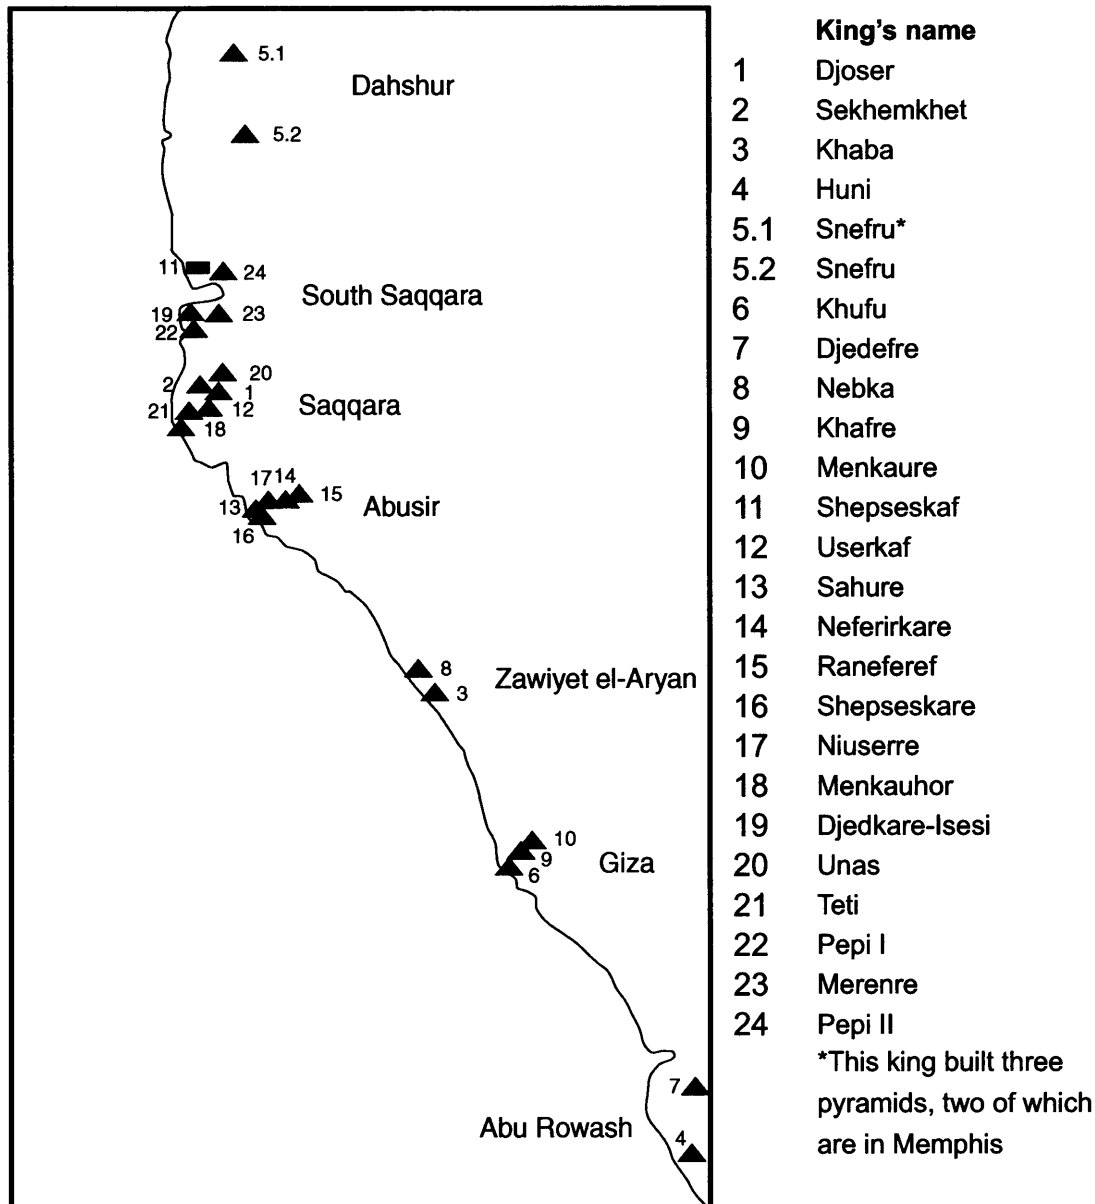 5.1
Dahshur
5.2
11
24
South Saqqara
19
23
22
20
2
1
Saqqara
21
12
18
17
14
15
13
Abusir
16
8
Zawiyet el-Aryan
3
10
9
Giza
6
7
Abu Rowash
4
King's name
1 Djoser
2 Sekhemkhet
3 Khaba
4 Huni
5.1 Snefru*
5.2 Snefru
6 Khufu
7 Djedefre
8 Nebka
9 Khafre
10 Menkaure
11 Shepseskaf
12 Userkaf
13 Sahure
14 Neferirkare
15 Raneferef
16 Shepseskare
17 Niuserre
18 Menkauhor
19 Djedkare-Isesi
20 Unas
21 Teti
22 Pepi I
23 Merenre
24 Pepi II
*This king built three
pyramids, two of which
are in Memphis